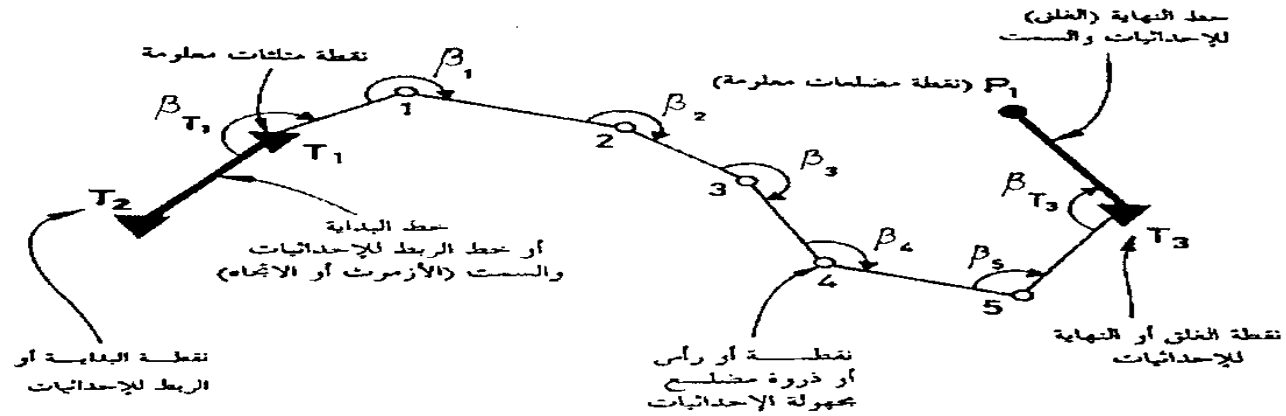 خط النهاية (الغلق)
للإحداثيات والسمت
نقطة مثلثات معلومة
β1
(نقطة مضلعات معلومة) P1
βT1
1
β2
T1
2
β3
3
βT3
T2
خط البداية
أو خط الربط للإحداثيات
والسمت (الأزموت أو الاتجاه)
T3
β4
β5
4
5
نقطة البداية أو
الربط للإحداثيات
نقطة أو رأس
أو ذروة مضلع
مجهولة الإحداثيات
نقطة الغلق أو النهاية
للإحداثيات